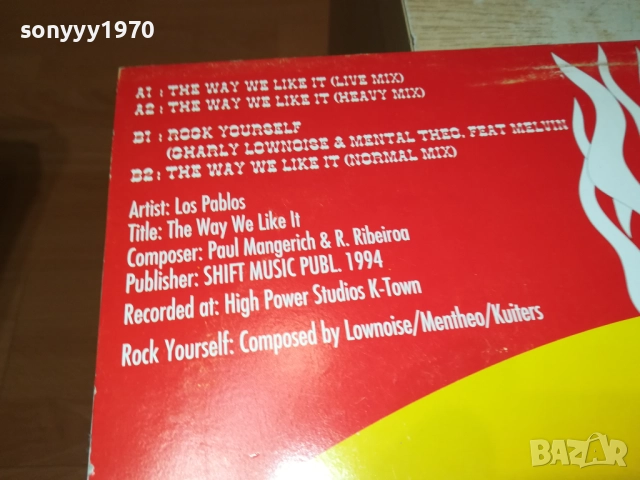 sonyyy1970
A1 : THE WAY WE LIKE IT (LIVE MIX)
A2 : THE WAY WE LIKE IT (HEAVY MIX)
B1 : ROCK YOURSELF
(CHARLY LOWNOISE & MENTAL THEO. FEAT MELVIN
B2 : THE WAY WE LIKE IT (NORMAL MIX)
Artist: Los Pablos
Title: The Way We Like It
Composer: Paul Mangerich & R. Ribeiroa
Publisher: SHIFT MUSIC PUBL. 1994
Recorded at: High Power Studios K-Town
Rock Yourself: Composed by Lownoise/Mentheo/Kuiters
BAZAR